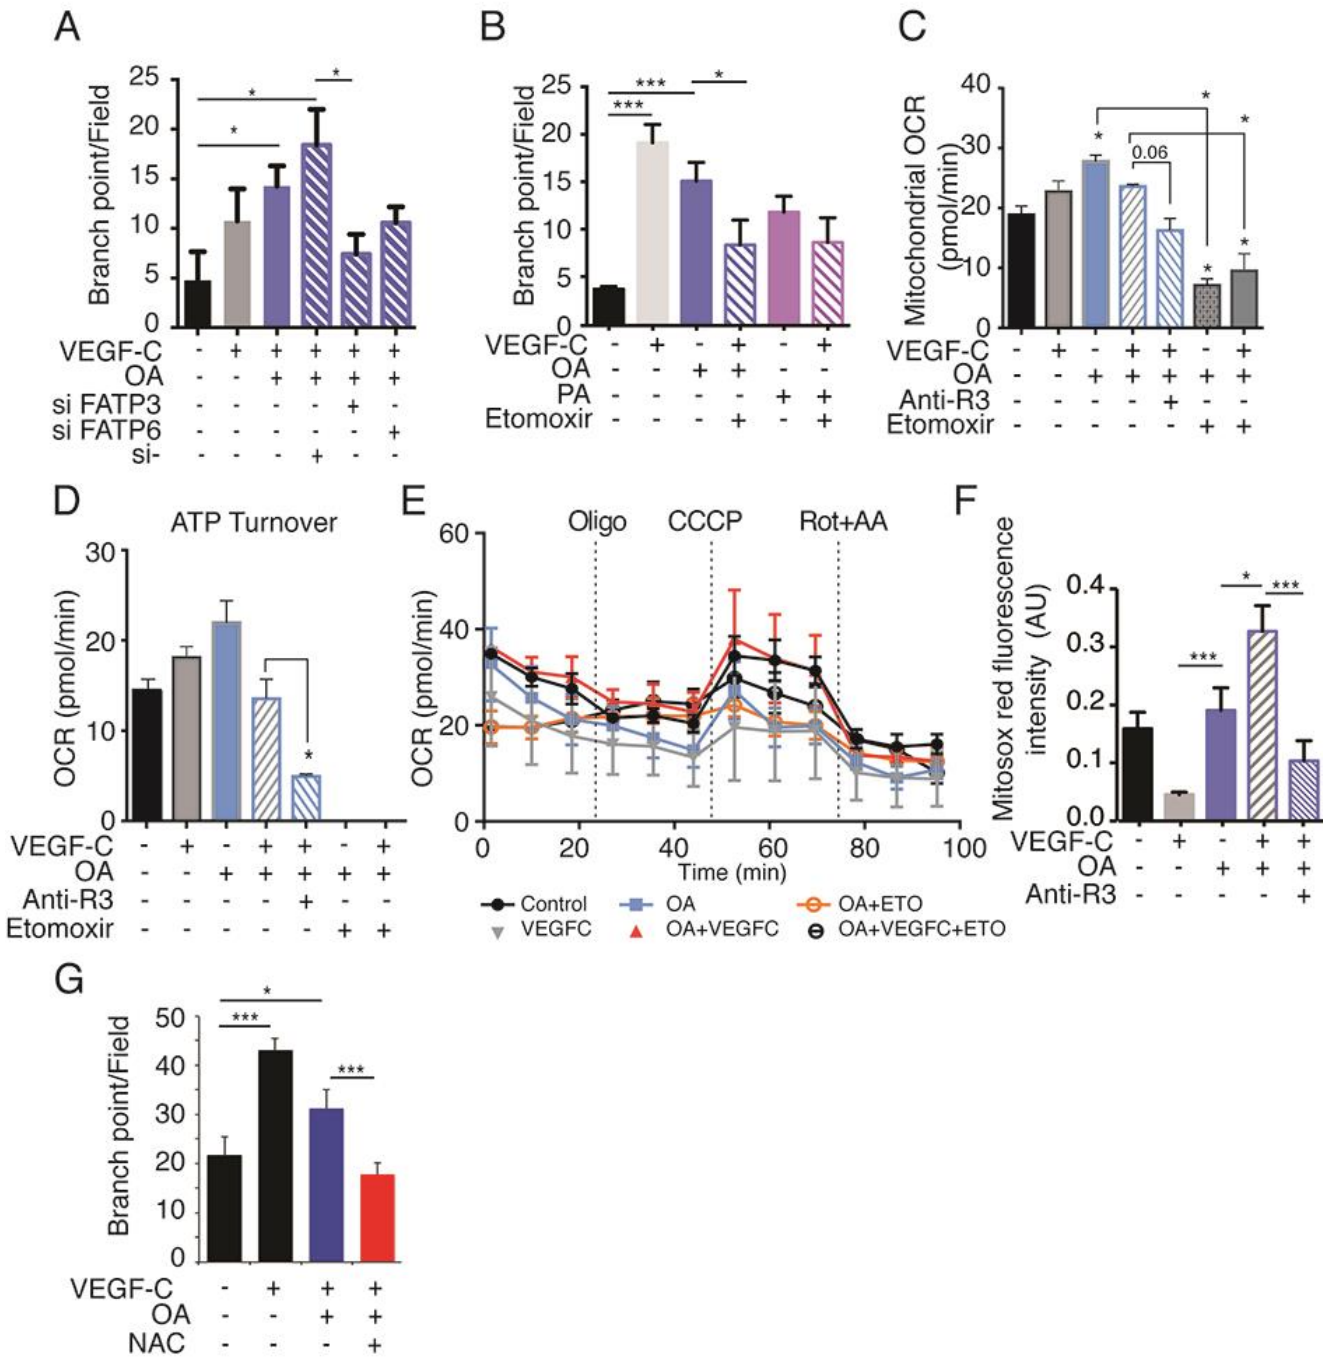 A
Branch point/Field
25
20
15
10
5
0
*
*
*
VEGF-C - + + + + +
OA - - + + + +
si FATP3 - - - - + -
si FATP6 - - - - - +
si- - - - + - -
B
Branch point/Field
25
20
15
10
5
0
***
***
*
VEGF-C - + - + - +
OA - - + + - -
PA - - - - + +
Etomoxir - - - + - +
C
Mitochondrial OCR
(pmol/min)
40
30
20
10
0
*
*
*
0.06
*
*
VEGF-C - + - + + - +
OA - - + + + + +
Anti-R3 - - - - + - -
Etomoxir - - - - - + +
D
ATP Turnover
OCR (pmol/min)
30
20
10
0
*
VEGF-C - + - + + - +
OA - - + + + + +
Anti-R3 - - - - + - -
Etomoxir - - - - - + +
E
Oligo CCCP Rot+AA
OCR (pmol/min)
60
40
20
0
0 20 40 60 80 100
Time (min)
Control OA OA+ETO
VEGFC OA+VEGFC OA+VEGFC+ETO
F
Mitosox red fluorescence
intensity (AU)
0.4
0.3
0.2
0.1
0.0
* ***
***
VEGF-C - + - + +
OA - - + + +
Anti-R3 - - - - +
G
Branch point/Field
50
40
30
20
10
0
*
***
***
VEGF-C - + + +
OA - - + +
NAC - - - +